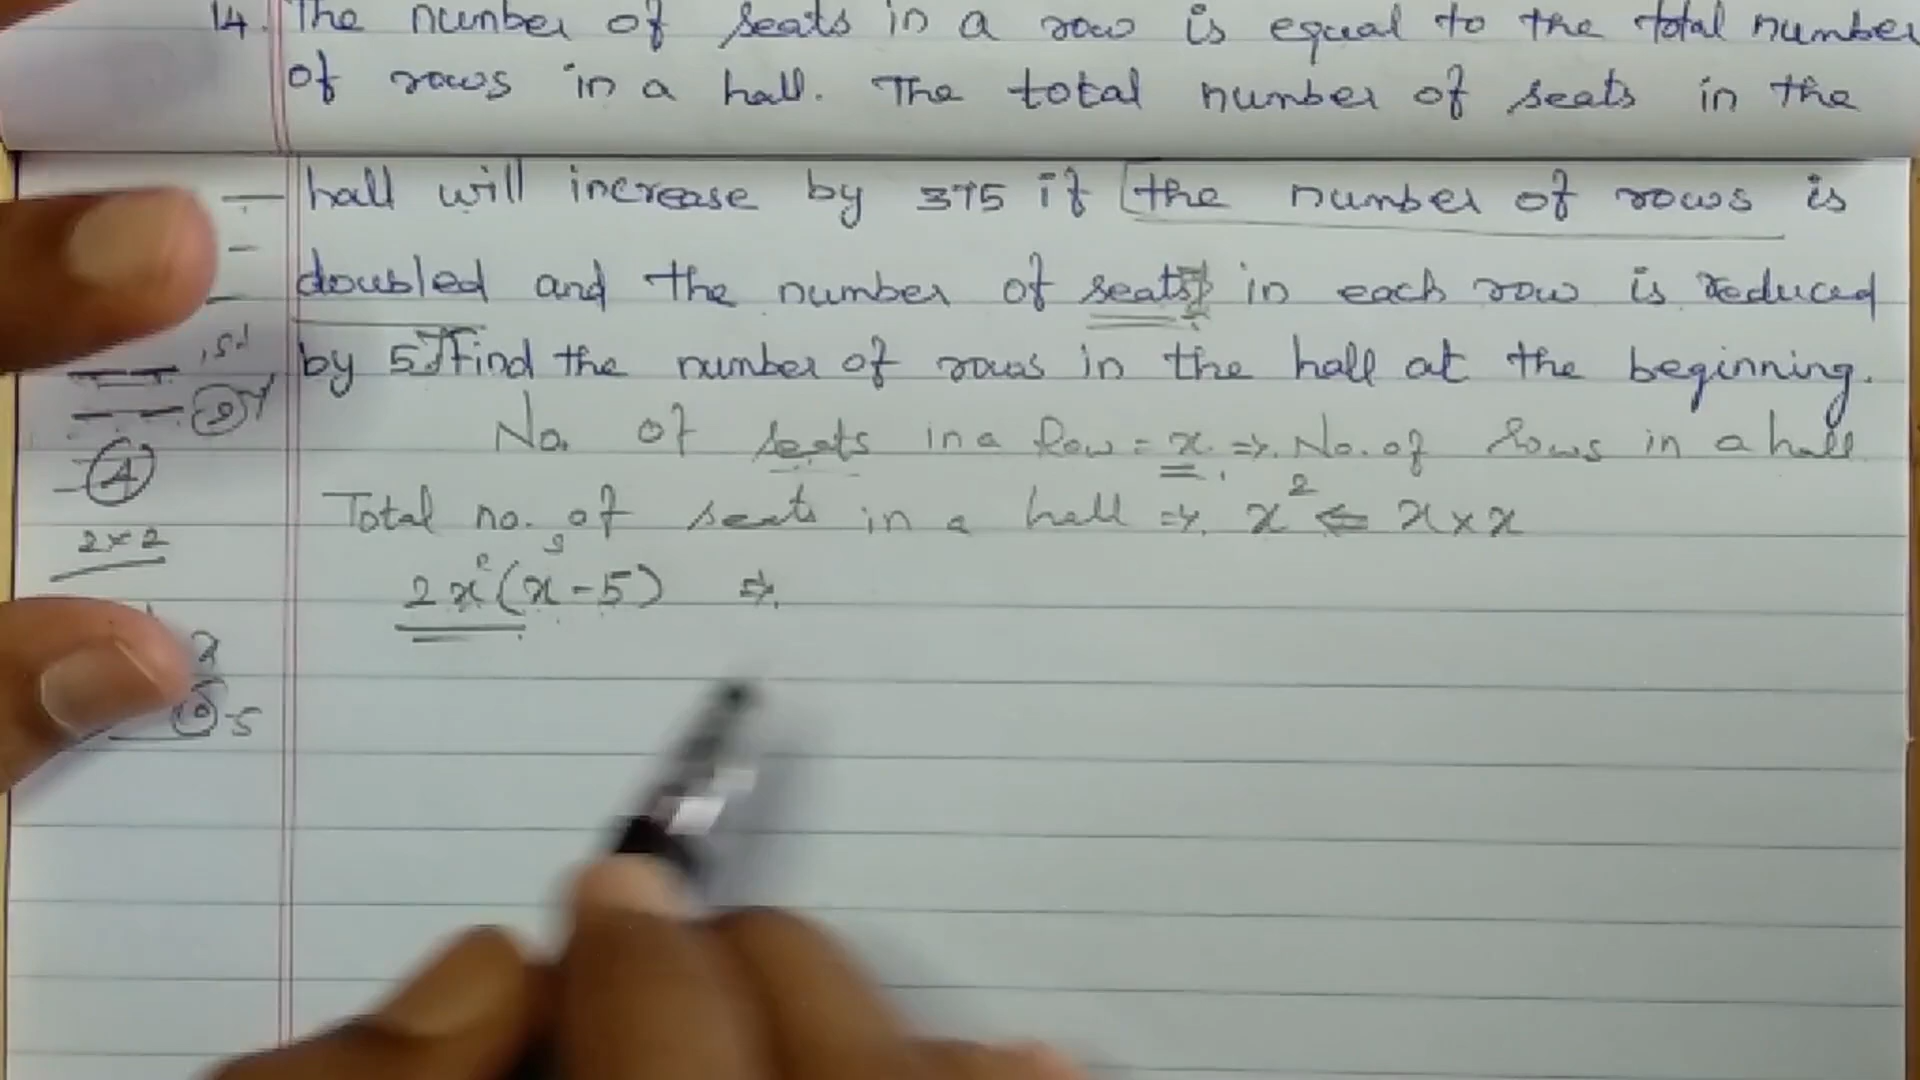 14. The number of seats in a row is equal to the total number
of rows in a hall. The total number of seats in the
hall will increase by 375 if the number of rows is
doubled and the number of seats in each row is reduced
by 5. Find the number of rows in the hall at the beginning.
No. of seats in a Row = x. ⇒ No. of rows in a hall
Total no. of seats in a hall ⇒ x² ⇐ x × x
2x (x-5) ⇒
4
2×2
-5